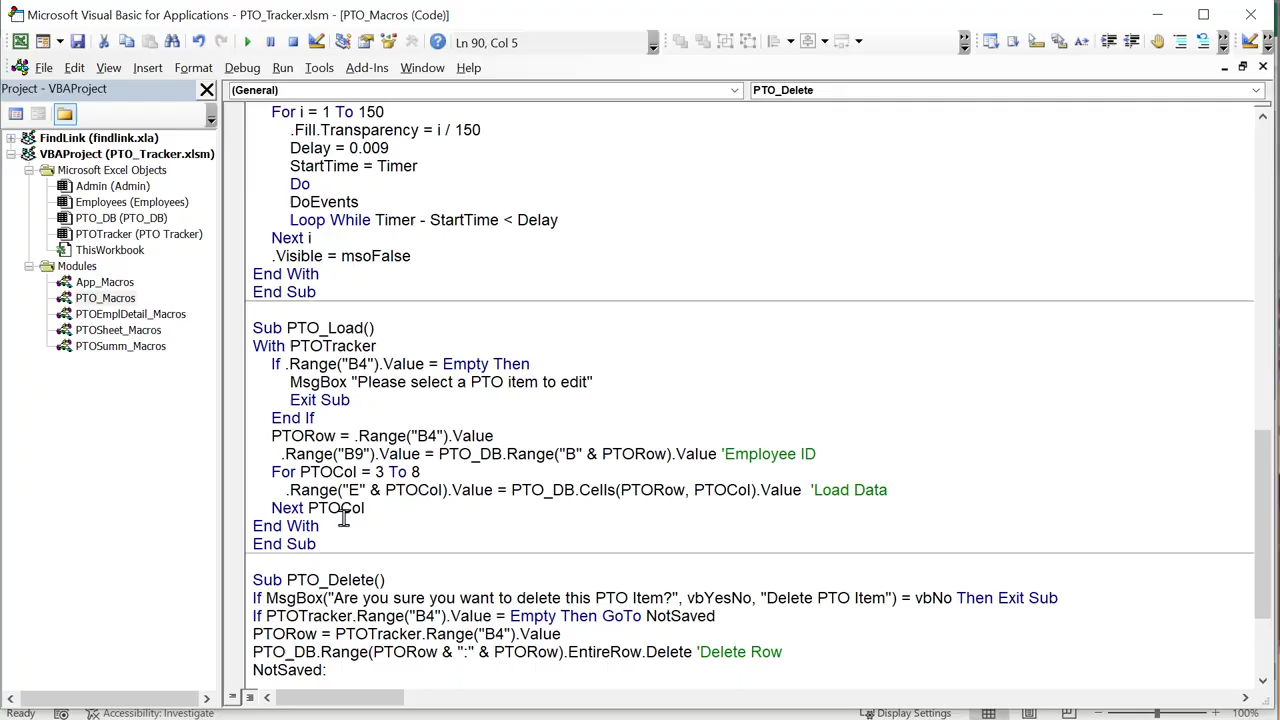 Microsoft Visual Basic for Applications - PTO_Tracker.xlsm - [PTO_Macros (Code)]
Ln 90, Col 5
File Edit View Insert Format Debug Run Tools Add-Ins Window Help
Project - VBAProject
(General)
PTO_Delete
FindLink (findlink.xla)
VBAProject (PTO_Tracker.xlsm)
Microsoft Excel Objects
Admin (Admin)
Employees (Employees)
PTO_DB (PTO_DB)
PTOTracker (PTO Tracker)
ThisWorkbook
Modules
App_Macros
PTO_Macros
PTOEmplDetail_Macros
PTOSheet_Macros
PTOSumm_Macros
For i = 1 To 150
.Fill.Transparency = i / 150
Delay = 0.009
StartTime = Timer
Do
DoEvents
Loop While Timer - StartTime < Delay
Next i
.Visible = msoFalse
End With
End Sub
Sub PTO_Load()
With PTOTracker
If .Range("B4").Value = Empty Then
MsgBox "Please select a PTO item to edit"
Exit Sub
End If
PTORow = .Range("B4").Value
.Range("B9").Value = PTO_DB.Range("B" & PTORow).Value 'Employee ID
For PTOCol = 3 To 8
.Range("E" & PTOCol).Value = PTO_DB.Cells(PTORow, PTOCol).Value 'Load Data
Next PTOCol
End With
End Sub
Sub PTO_Delete()
If MsgBox("Are you sure you want to delete this PTO Item?", vbYesNo, "Delete PTO Item") = vbNo Then Exit Sub
If PTOTracker.Range("B4").Value = Empty Then GoTo NotSaved
PTORow = PTOTracker.Range("B4").Value
PTO_DB.Range(PTORow & ":" & PTORow).EntireRow.Delete 'Delete Row
NotSaved:
Ready
Accessibility: Investigate
Display Settings
100%